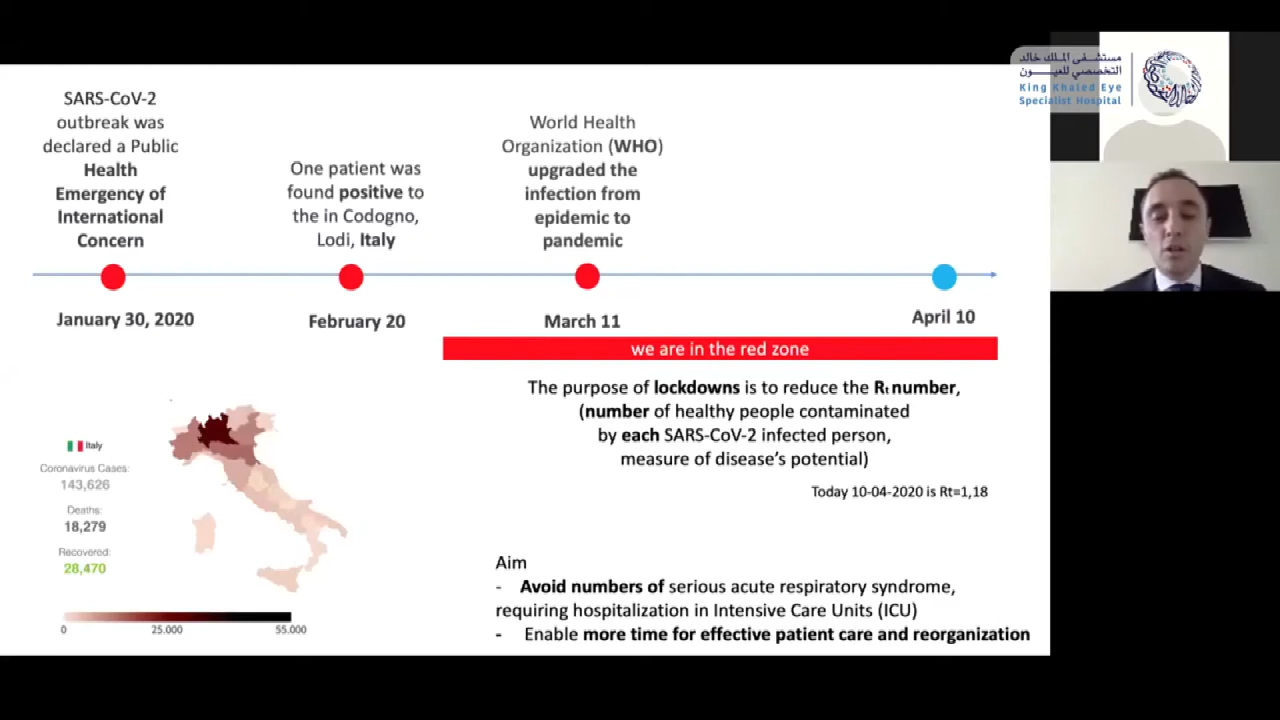 SARS-CoV-2
outbreak was
declared a Public
Health
Emergency of
International
Concern
One patient was
found positive to
the in Codogno,
Lodi, Italy
World Health
Organization (WHO)
upgraded the
infection from
epidemic to
pandemic
January 30, 2020
February 20
March 11
April 10
we are in the red zone
The purpose of lockdowns is to reduce the Rt number,
(number of healthy people contaminated
by each SARS-CoV-2 infected person,
measure of disease's potential)
Today 10-04-2020 is Rt=1,18
Italy
Coronavirus Cases:
143,626
Deaths:
18,279
Recovered:
28,470
0 25.000 55.000
Aim
- Avoid numbers of serious acute respiratory syndrome,
requiring hospitalization in Intensive Care Units (ICU)
- Enable more time for effective patient care and reorganization
مستشفى الملك خالد
التخصصي للعيون
King Khaled Eye
Specialist Hospital